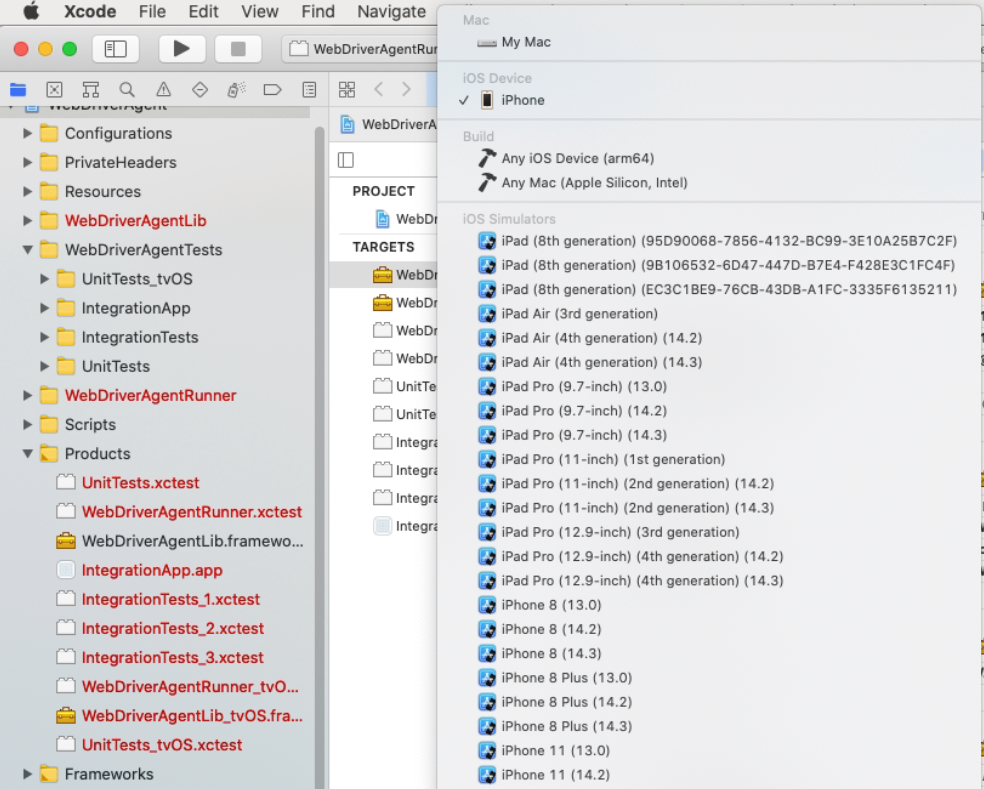 Xcode File Edit View Find Navigate
WebDriverAgentRur
WebDriverAgent
Configurations
PrivateHeaders
Resources
WebDriverAgentLib
WebDriverAgentTests
UnitTests_tvOS
IntegrationApp
IntegrationTests
UnitTests
WebDriverAgentRunner
Scripts
Products
UnitTests.xctest
WebDriverAgentRunner.xctest
WebDriverAgentLib.framewo...
IntegrationApp.app
IntegrationTests_1.xctest
IntegrationTests_2.xctest
IntegrationTests_3.xctest
WebDriverAgentRunner_tvO...
WebDriverAgentLib_tvOS.fra...
UnitTests_tvOS.xctest
Frameworks
WebDriverA
PROJECT
WebDr
TARGETS
WebDr
WebDr
WebDr
WebDr
UnitTe
UnitTe
Integra
Integra
Integra
Integra
Mac
My Mac
iOS Device
✓ iPhone
Build
Any iOS Device (arm64)
Any Mac (Apple Silicon, Intel)
iOS Simulators
iPad (8th generation) (95D90068-7856-4132-BC99-3E10A25B7C2F)
iPad (8th generation) (9B106532-6D47-447D-B7E4-F428E3C1FC4F)
iPad (8th generation) (EC3C1BE9-76CB-43DB-A1FC-3335F6135211)
iPad Air (3rd generation)
iPad Air (4th generation) (14.2)
iPad Air (4th generation) (14.3)
iPad Pro (9.7-inch) (13.0)
iPad Pro (9.7-inch) (14.2)
iPad Pro (9.7-inch) (14.3)
iPad Pro (11-inch) (1st generation)
iPad Pro (11-inch) (2nd generation) (14.2)
iPad Pro (11-inch) (2nd generation) (14.3)
iPad Pro (12.9-inch) (3rd generation)
iPad Pro (12.9-inch) (4th generation) (14.2)
iPad Pro (12.9-inch) (4th generation) (14.3)
iPhone 8 (13.0)
iPhone 8 (14.2)
iPhone 8 (14.3)
iPhone 8 Plus (13.0)
iPhone 8 Plus (14.2)
iPhone 8 Plus (14.3)
iPhone 11 (13.0)
iPhone 11 (14.2)